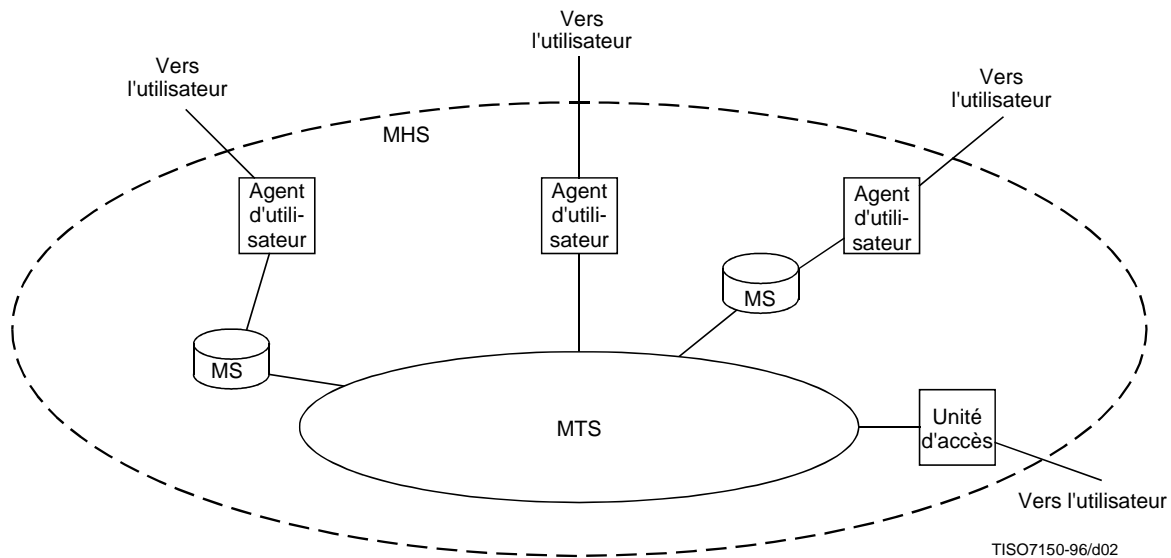 Vers
l'utilisateur
Vers
l'utilisateur
Vers
l'utilisateur
MHS
Agent
d'utili-
sateur
Agent
d'utili-
sateur
Agent
d'utili-
sateur
MS
MS
MTS
Unité
d'accès
Vers l'utilisateur
TISO7150-96/d02